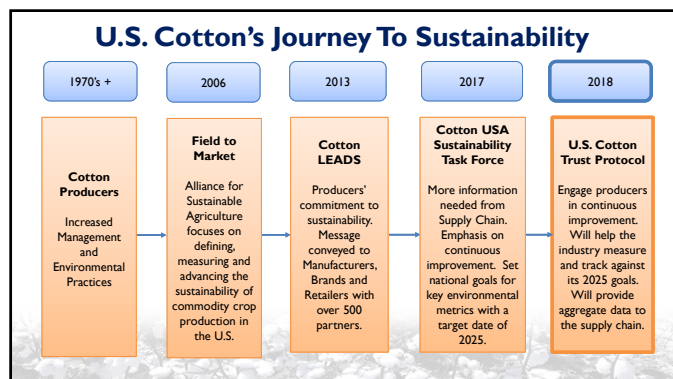 U.S. Cotton's Journey To Sustainability
1970's +
2006
2013
2017
2018
Cotton
Producers
Increased
Management
and
Environmental
Practices
Field to
Market
Alliance for
Sustainable
Agriculture
focuses on
defining,
measuring and
advancing the
sustainability of
commodity crop
production in
the U.S.
Cotton
LEADS
Producers'
commitment to
sustainability.
Message
conveyed to
Manufacturers,
Brands and
Retailers with
over 500
partners.
Cotton USA
Sustainability
Task Force
More information
needed from
Supply Chain.
Emphasis on
continuous
improvement. Set
national goals for
key environmental
metrics with a
target date of
2025.
U.S. Cotton
Trust Protocol
Engage producers
in continuous
improvement.
Will help the
industry measure
and track against
its 2025 goals.
Will provide
aggregate data to
the supply chain.